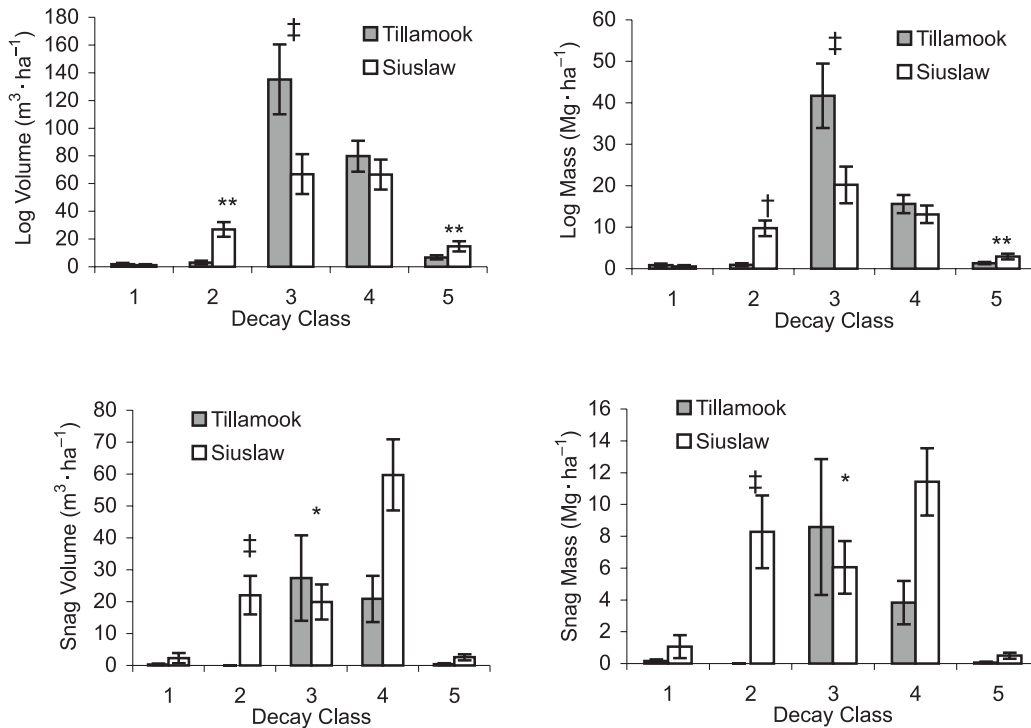 Log Volume (m³·ha⁻¹)
180
160
140
120
100
80
60
40
20
0
‡
Tillamook
Siuslaw
**
**
1 2 3 4 5
Decay Class
Log Mass (Mg·ha⁻¹)
60
50
40
30
20
10
0
‡
Tillamook
Siuslaw
†
**
1 2 3 4 5
Decay Class
Snag Volume (m³·ha⁻¹)
80
70
60
50
40
30
20
10
0
Tillamook
Siuslaw
‡
*
1 2 3 4 5
Decay Class
Snag Mass (Mg·ha⁻¹)
16
14
12
10
8
6
4
2
0
Tillamook
Siuslaw
‡
*
1 2 3 4 5
Decay Class